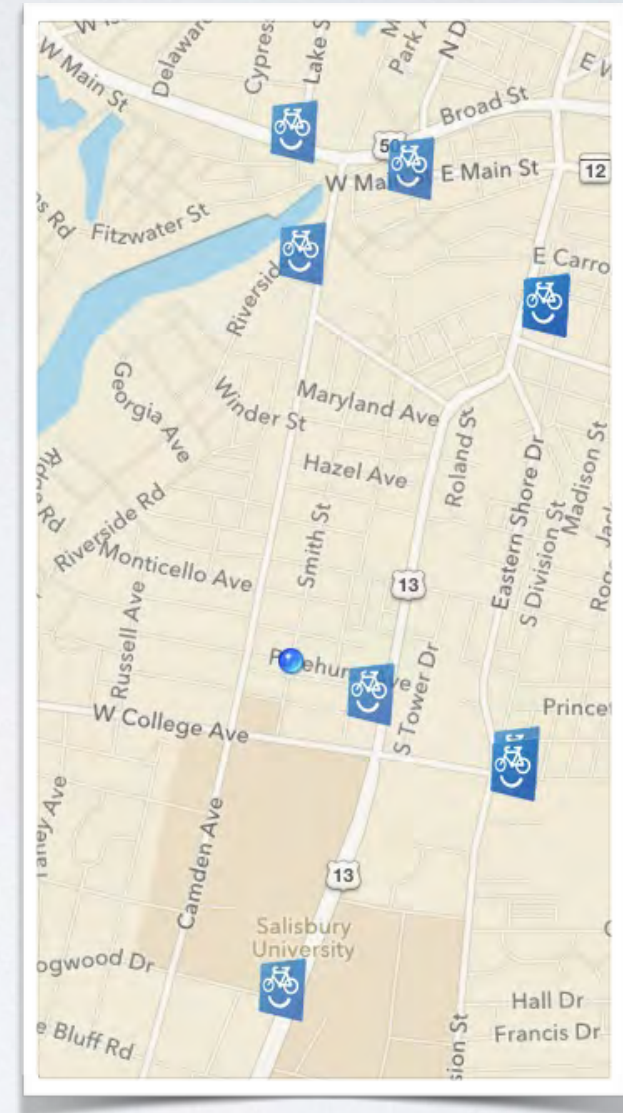 W Main St
Delaware
Cypres
Lake S
Park
N D
Broad St
50
W Ma
E Main St
12
Fitzwater St
E Carro
Riversid
Georgia Ave
Winder St
Maryland Ave
Roland St
Hazel Ave
Madison St
Eastern Shore Dr
S Division St
Riverside Rd
Smith St
Monticello Ave
13
Russell Ave
S Tower Dr
Prince
W College Ave
Camden Ave
13
Salisbury
University
ogwood Dr
Hall Dr
e Bluff Rd
Francis Dr
sion St